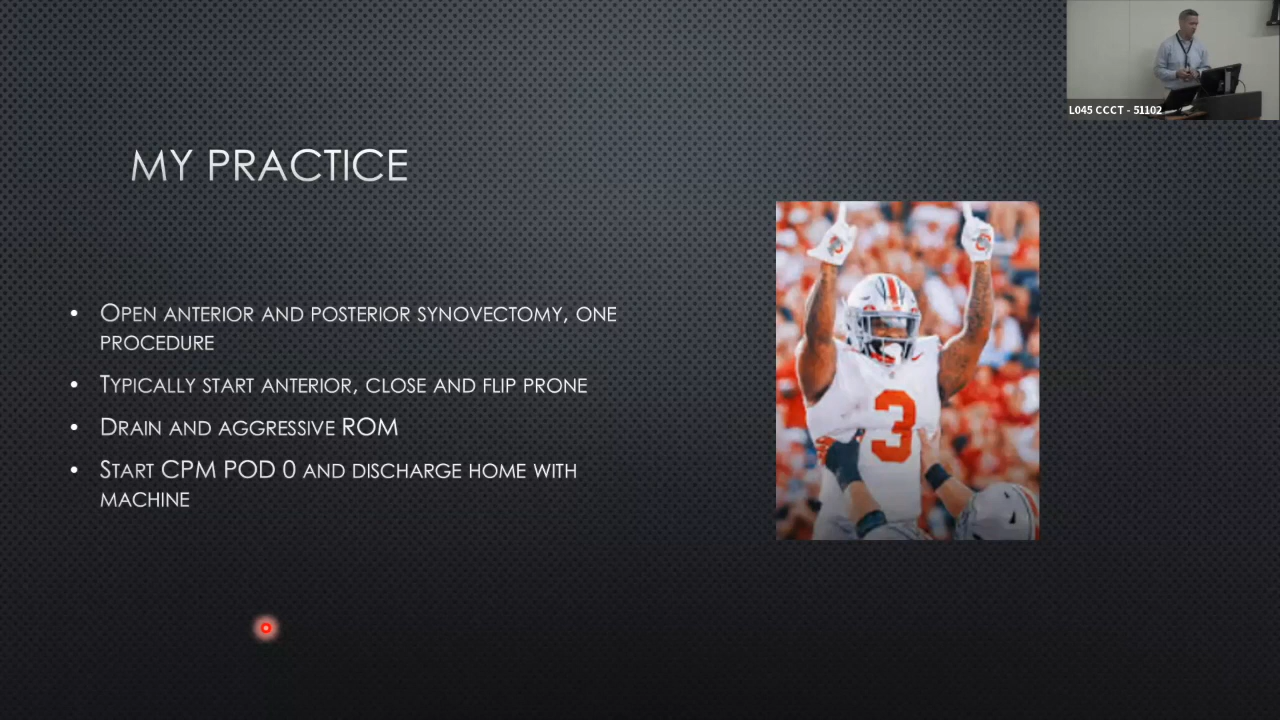 L045 CCCT - 51102
MY PRACTICE
• OPEN ANTERIOR AND POSTERIOR SYNOVECTOMY, ONE
PROCEDURE
• TYPICALLY START ANTERIOR, CLOSE AND FLIP PRONE
• DRAIN AND AGGRESSIVE ROM
• START CPM POD 0 AND DISCHARGE HOME WITH
MACHINE
3